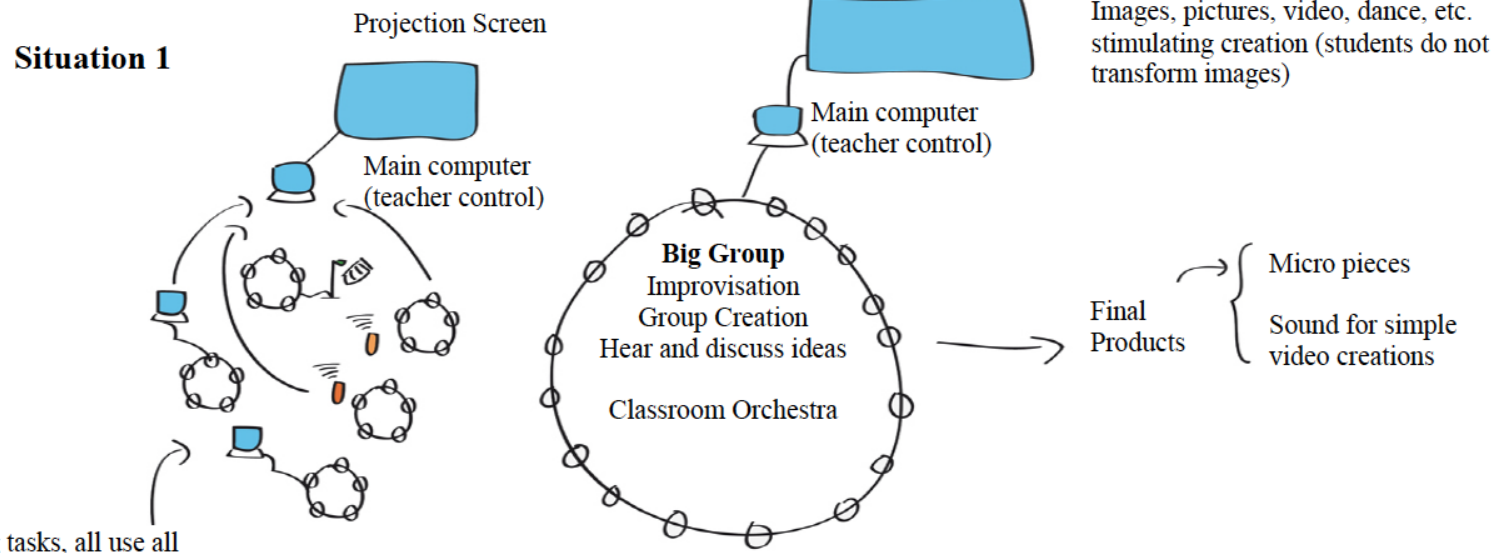 Situation 1
Projection Screen
Main computer
(teacher control)
tasks, all use all
Images, pictures, video, dance, etc.
stimulating creation (students do not
transform images)
Main computer
(teacher control)
Big Group
Improvisation
Group Creation
Hear and discuss ideas
Classroom Orchestra
Final
Products
Micro pieces
Sound for simple
video creations